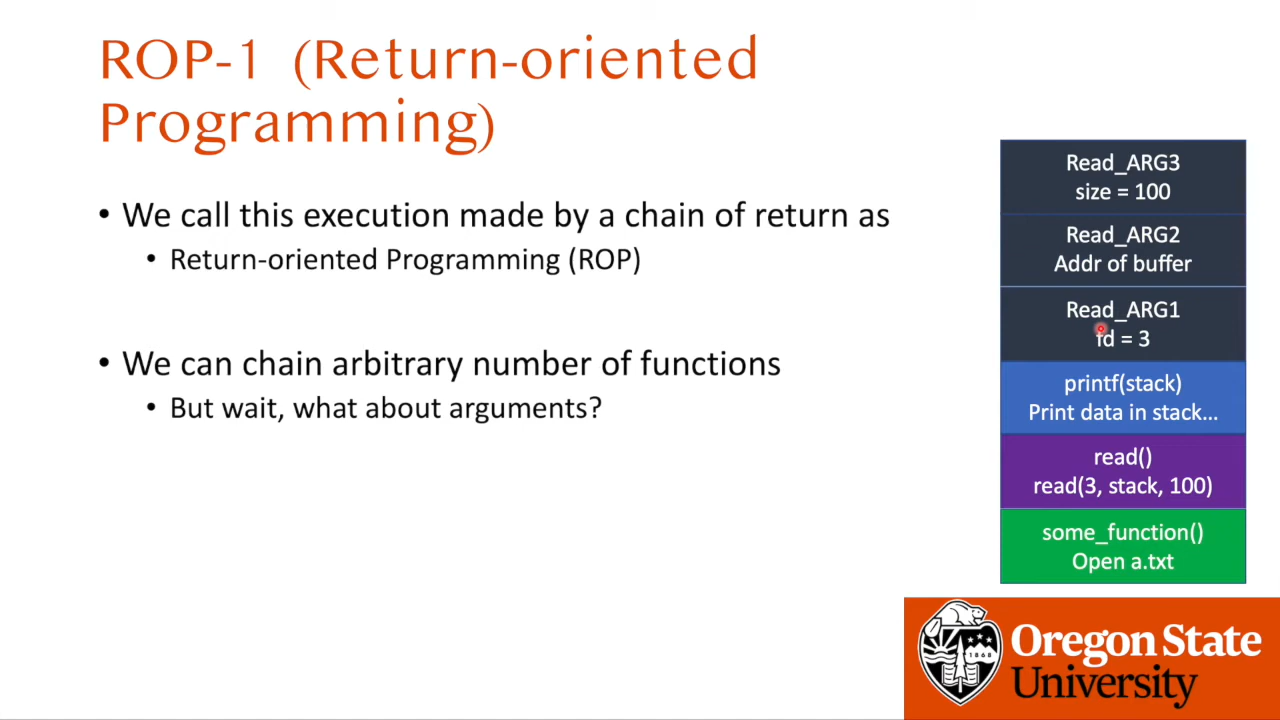 ROP-1 (Return-oriented
Programming)
• We call this execution made by a chain of return as
• Return-oriented Programming (ROP)
• We can chain arbitrary number of functions
• But wait, what about arguments?
Read_ARG3
size = 100
Read_ARG2
Addr of buffer
Read_ARG1
fd = 3
printf(stack)
Print data in stack...
read()
read(3, stack, 100)
some_function()
Open a.txt
1868
Oregon State
University